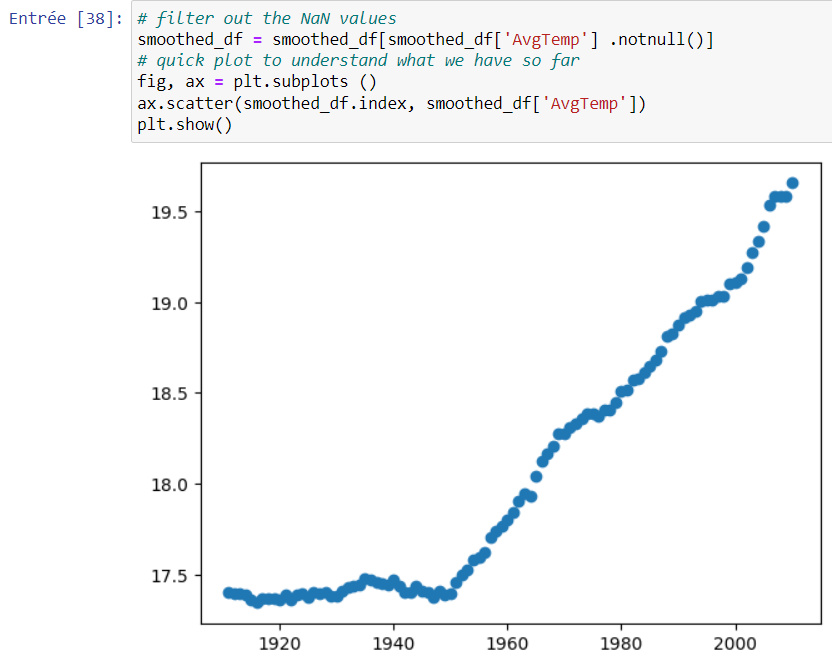 Entrée [38]: # filter out the NaN values
smoothed_df = smoothed_df[smoothed_df['AvgTemp'] .notnull()]
# quick plot to understand what we have so far
fig, ax = plt.subplots ()
ax.scatter(smoothed_df.index, smoothed_df['AvgTemp'])
plt.show()
19.5
19.0
18.5
18.0
17.5
1920 1940 1960 1980 2000